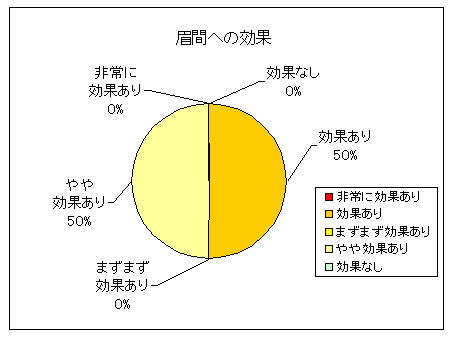 眉間への効果
非常に
効果あり
0%
効果なし
0%
効果あり
50%
やや
効果あり
50%
まずまず
効果あり
0%
非常に効果あり
効果あり
まずまず効果あり
やや効果あり
効果なし